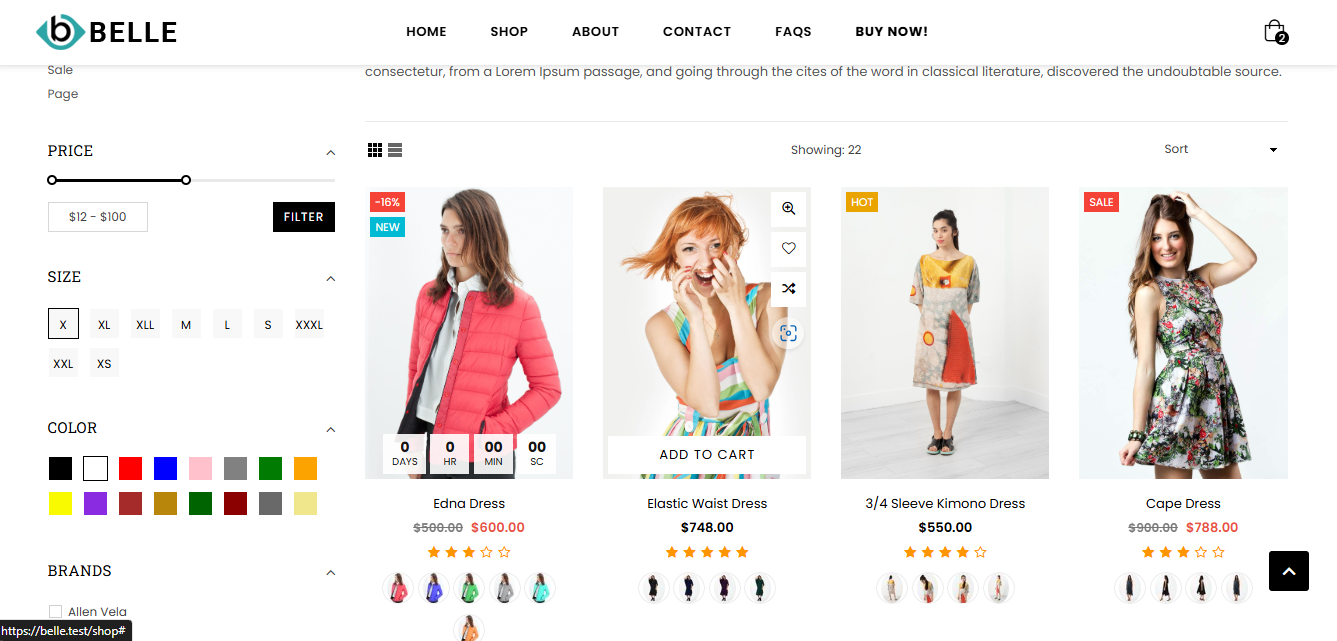 b BELLE
HOME SHOP ABOUT CONTACT FAQS BUY NOW!
2
Sale
Page
consectetur, from a Lorem Ipsum passage, and going through the cites of the word in classical literature, discovered the undoubtable source.
PRICE
$12 - $100 FILTER
SIZE
X XL XLL M L S XXXL
XXL XS
COLOR
BRANDS
Allen Vela
https://belle.test/shop#
Showing: 22
Sort
-16%
NEW
0 0 00 00
DAYS HR MIN SC
Edna Dress
$500.00 $600.00
ADD TO CART
Elastic Waist Dress
$748.00
HOT
3/4 Sleeve Kimono Dress
$550.00
SALE
Cape Dress
$900.00 $788.00